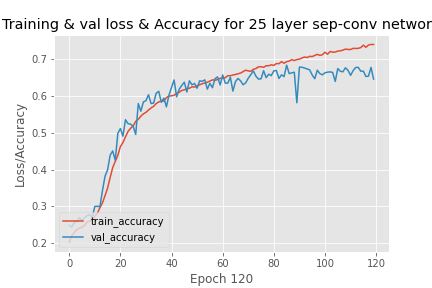 Training & val loss & Accuracy for 25 layer sep-conv networ
Loss/Accuracy
0.7
0.6
0.5
0.4
0.3
0.2
train_accuracy
val_accuracy
0 20 40 60 80 100 120
Epoch 120